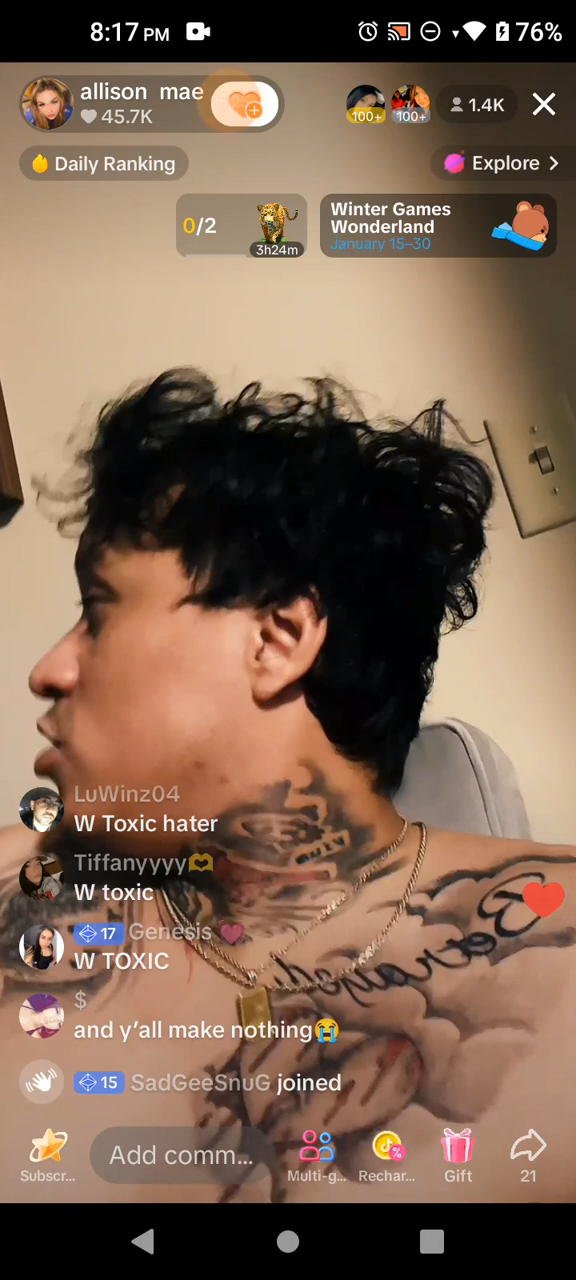 8:17 PM
76%
allison mae
45.7K
100+
100+
1.4K
Daily Ranking
Explore
0/2
3h24m
Winter Games
Wonderland
January 15–30
LuWinz04
W Toxic hater
Tiffanyyyy🫶
W toxic
17 Genesis 💗
W TOXIC
$
and y’all make nothing😭
15 SadGeeSnuG joined
Betrayed
Subscr...
Add comm...
Multi-g...
Rechar...
Gift
21